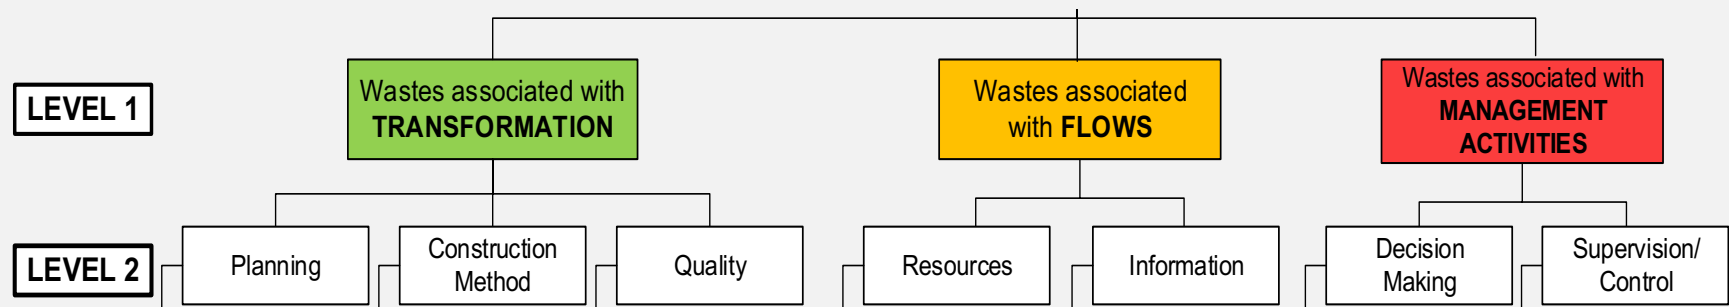 LEVEL 1
Wastes associated with
TRANSFORMATION
Wastes associated
with FLOWS
Wastes associated with
MANAGEMENT
ACTIVITIES
LEVEL 2
Planning
Construction
Method
Quality
Resources
Information
Decision
Making
Supervision/
Control